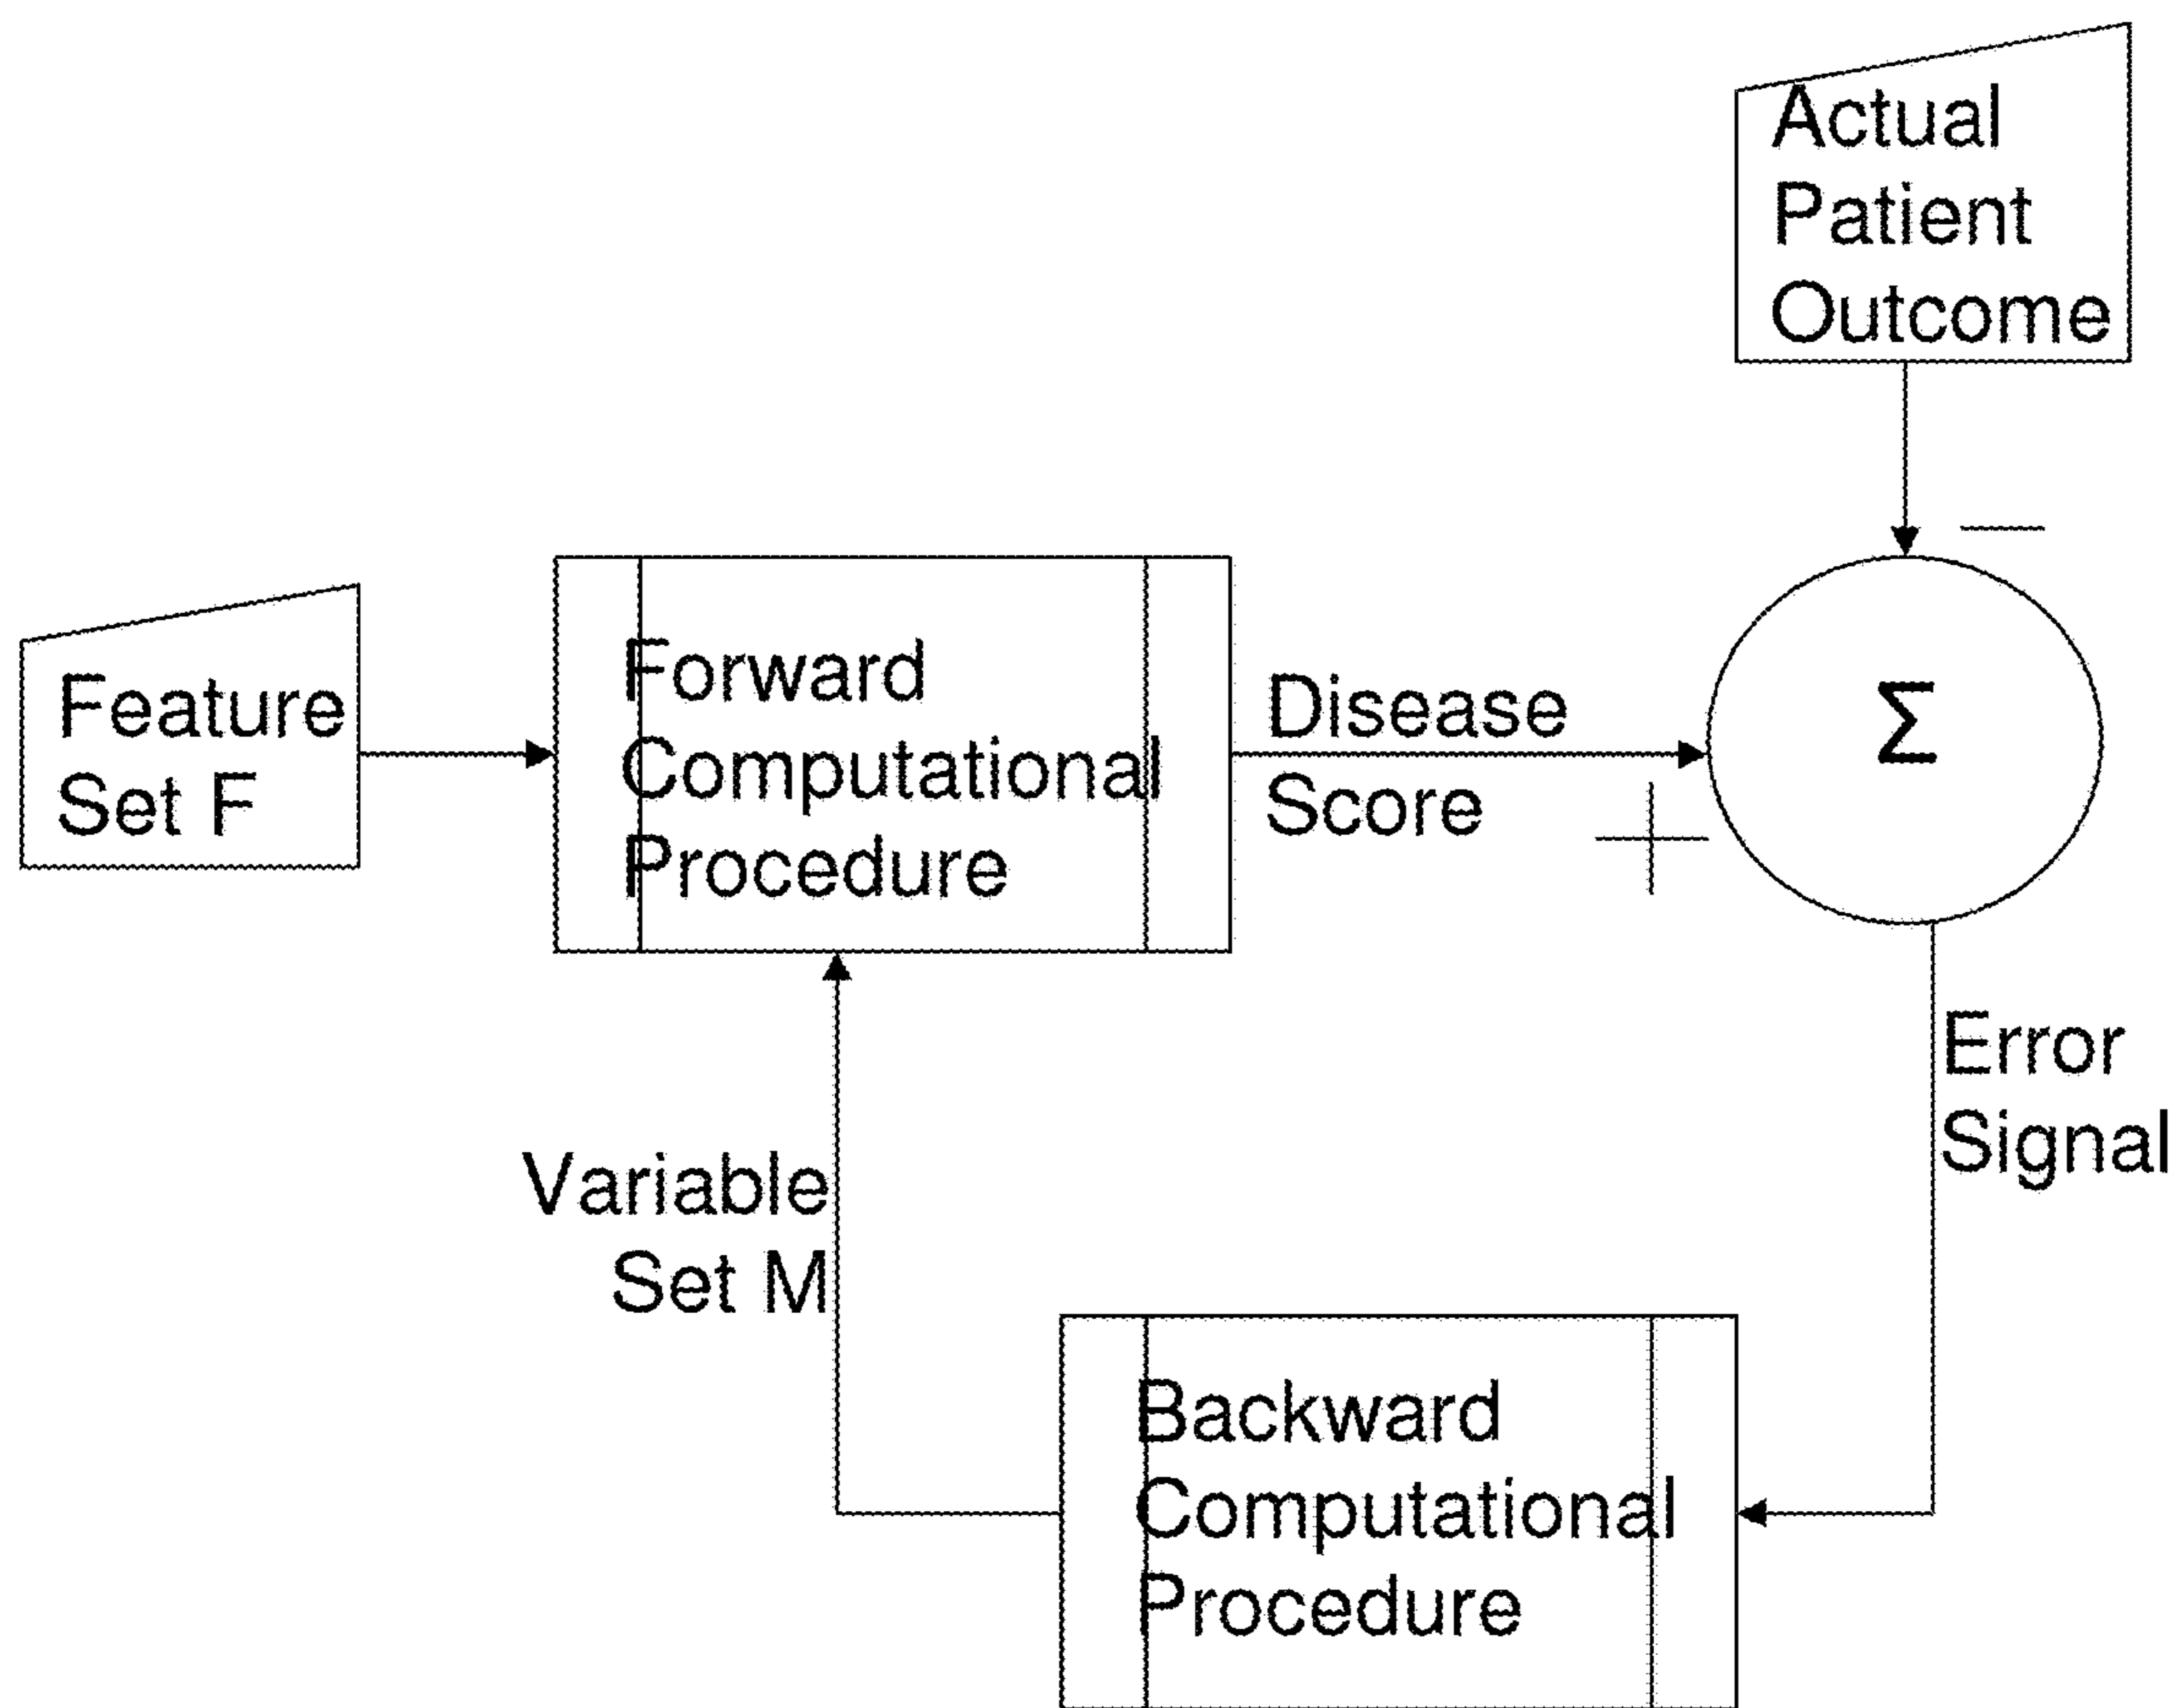 Actual
Patient
Outcome
−
Feature
Set F
Forward
Computational
Procedure
Disease
Score
+
Σ
Error
Signal
Variable
Set M
Backward
Computational
Procedure